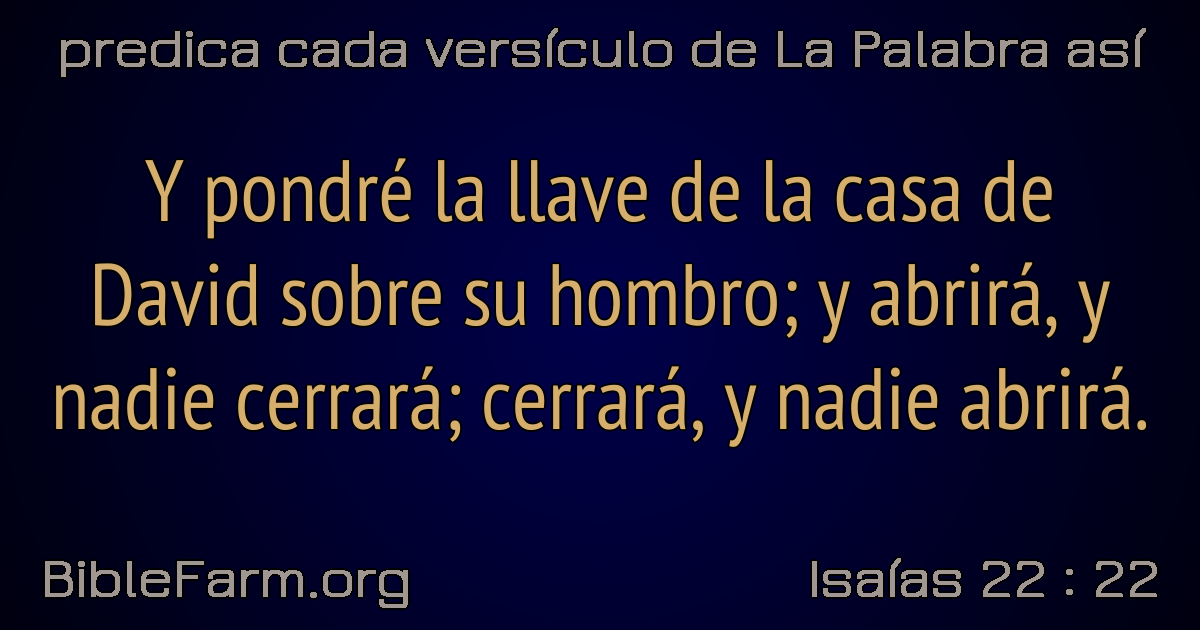 predica cada versículo de La Palabra así
Y pondré la llave de la casa de
David sobre su hombro; y abrirá, y
nadie cerrará; cerrará, y nadie abrirá.
BibleFarm.org
Isaías 22 : 22